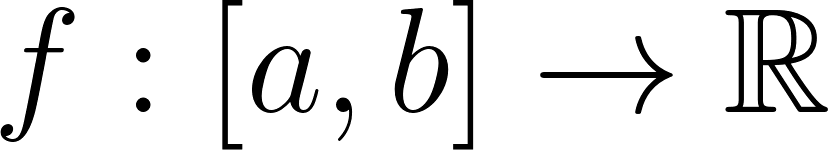 f : [a, b] → ℝ